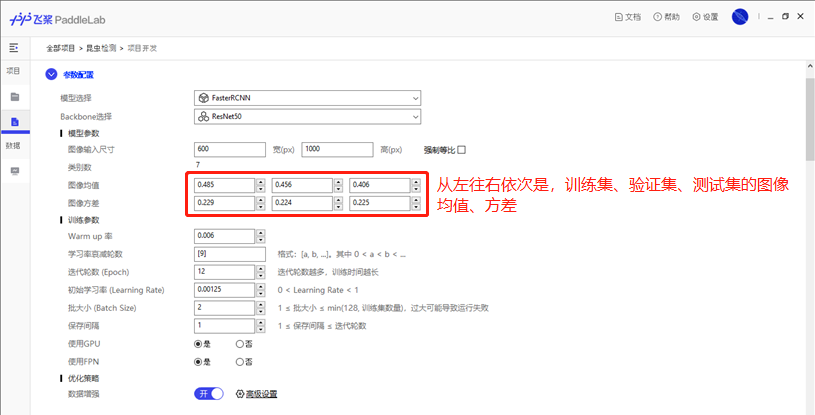 飞桨 PaddleLab
文档 帮助 设置
全部项目 > 昆虫检测 > 项目开发
项目
数据
参数配置
模型选择 FasterRCNN
Backbone选择 ResNet50
模型参数
图像输入尺寸 600 宽(px) 1000 高(px) 强制等比
类别数 7
图像均值 0.485 0.456 0.406
图像方差 0.229 0.224 0.225
从左往右依次是，训练集、验证集、测试集的图像
均值、方差
训练参数
Warm up 率 0.006
学习率衰减轮数 [9] 格式：[a, b, ...]。其中 0 < a < b < ...
迭代轮数 (Epoch) 12 迭代轮数越多，训练时间越长
初始学习率 (Learning Rate) 0.00125 0 < Learning Rate < 1
批大小 (Batch Size) 2 1 ≤ 批大小 ≤ min(128, 训练集数量)，过大可能导致运行失败
保存间隔 1 1 ≤ 保存间隔 ≤ 迭代轮数
使用GPU 是 否
使用FPN 是 否
优化策略
数据增强 开 高级设置